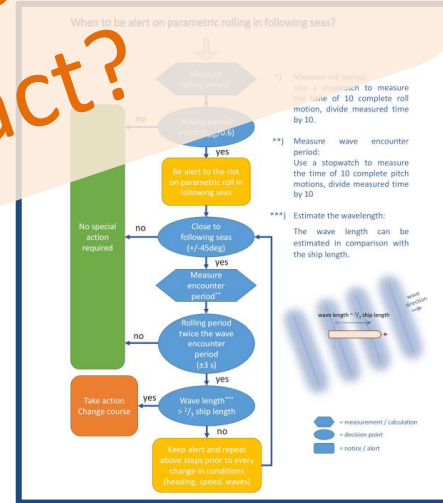 act?
When to be alert on parametric rolling in following seas?
Measure
rolling period*
Rolling period
no
yes
Be alert to the risk
on parametric roll in
following seas
No special
action
required
no
Close to
following seas
(+/-45deg)
yes
Measure
encounter
period**
no
Rolling period
twice the wave
encounter
period
(±3 s)
yes
Take action
Change course
yes
Wave length***
> 2/3 ship length
no
Keep alert and repeat
above steps prior to every
change in conditions
(heading, speed, waves)
*) Measure roll period:
Use a stopwatch to measure
the time of 10 complete roll
motion, divide measured time
by 10.
**) Measure wave encounter
period:
Use a stopwatch to measure
the time of 10 complete pitch
motions, divide measured time
by 10
***) Estimate the wavelength:
The wave length can be
estimated in comparison with
the ship length.
wave
direction
wave length ~ 2/3 ship length
= measurement / calculation
= decision point
= notice / alert